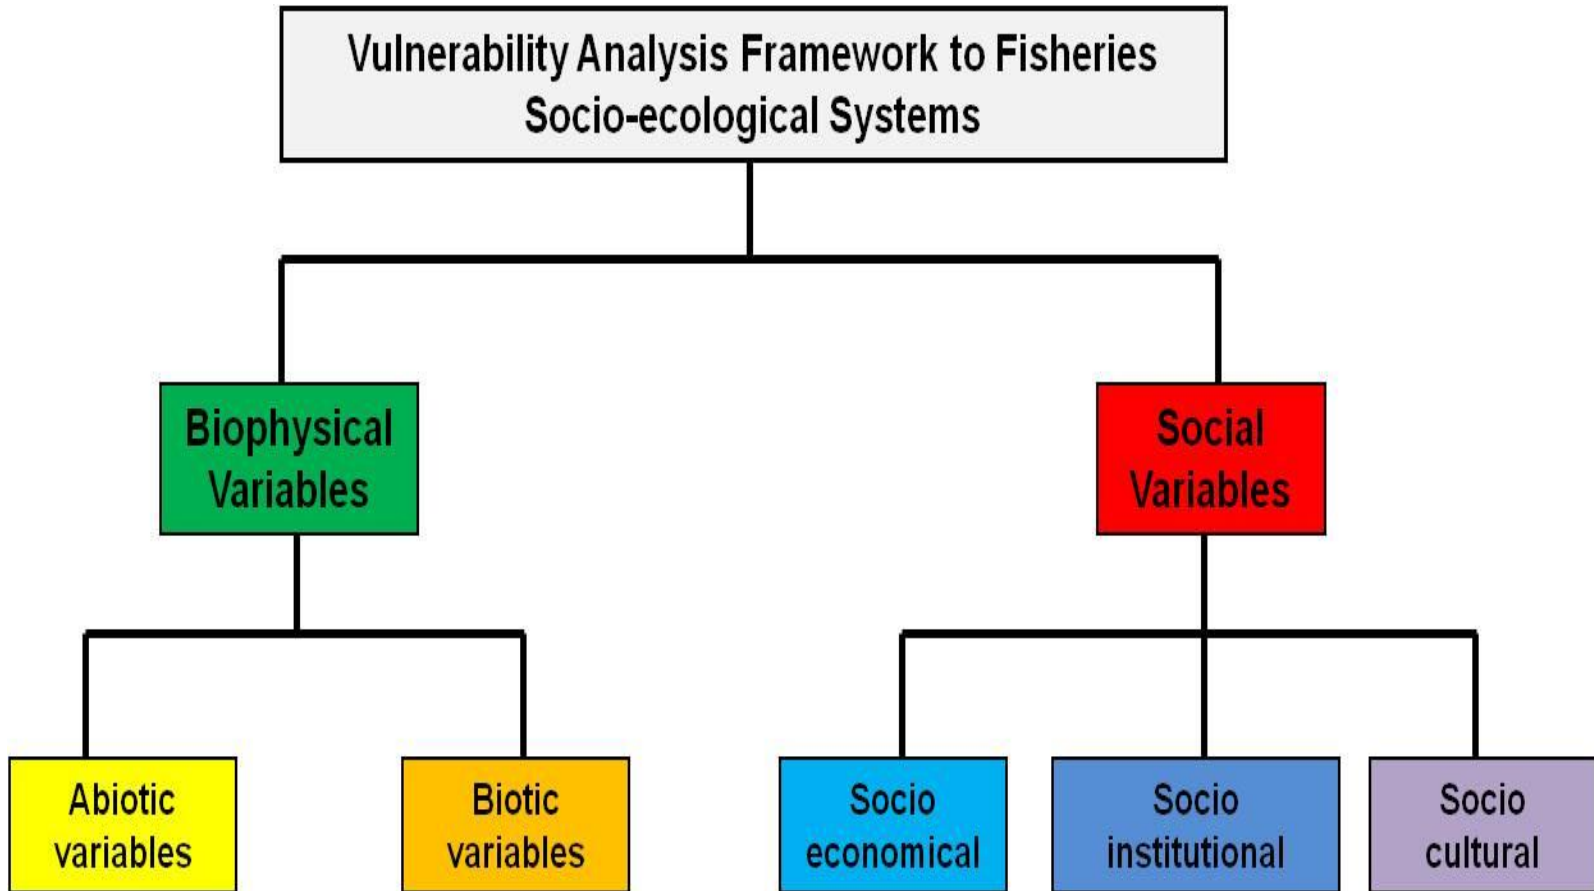 Vulnerability Analysis Framework to Fisheries
Socio-ecological Systems
Biophysical
Variables
Social
Variables
Abiotic
variables
Biotic
variables
Socio
economical
Socio
institutional
Socio
cultural